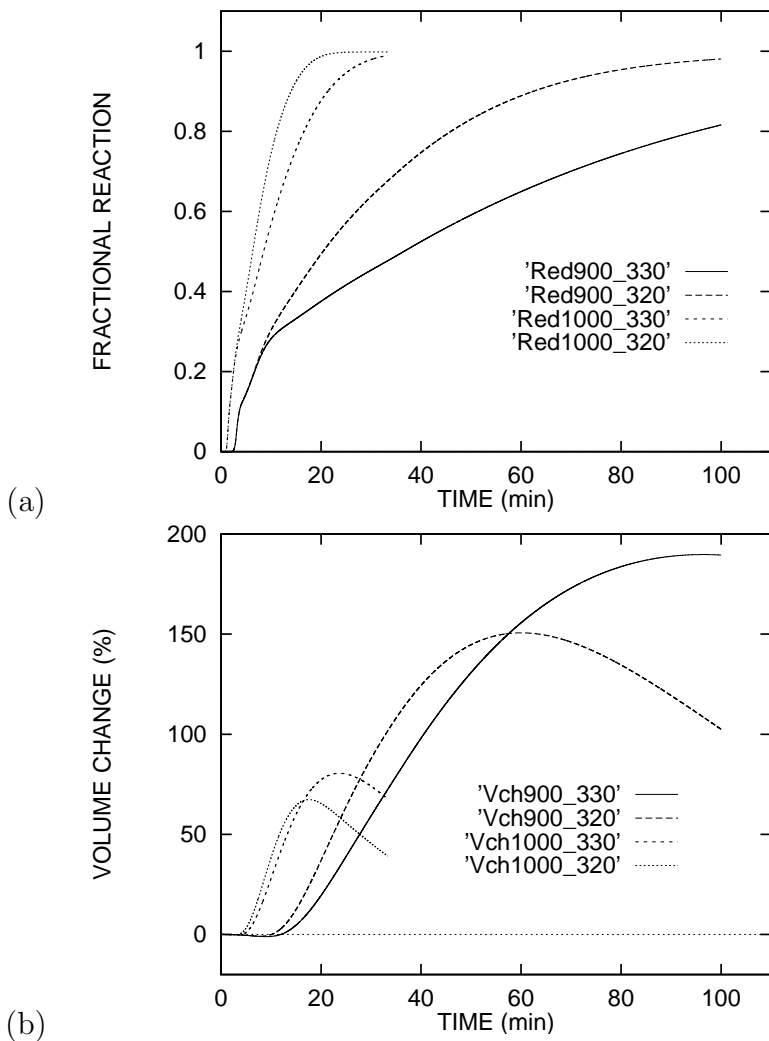 FRACTIONAL REACTION
1
0.8
0.6
0.4
0.2
0
'Red900_330'
'Red900_320'
'Red1000_330'
'Red1000_320'
0 20 40 60 80 100
TIME (min)
(a)
VOLUME CHANGE (%)
200
150
100
50
0
'Vch900_330'
'Vch900_320'
'Vch1000_330'
'Vch1000_320'
0 20 40 60 80 100
TIME (min)
(b)